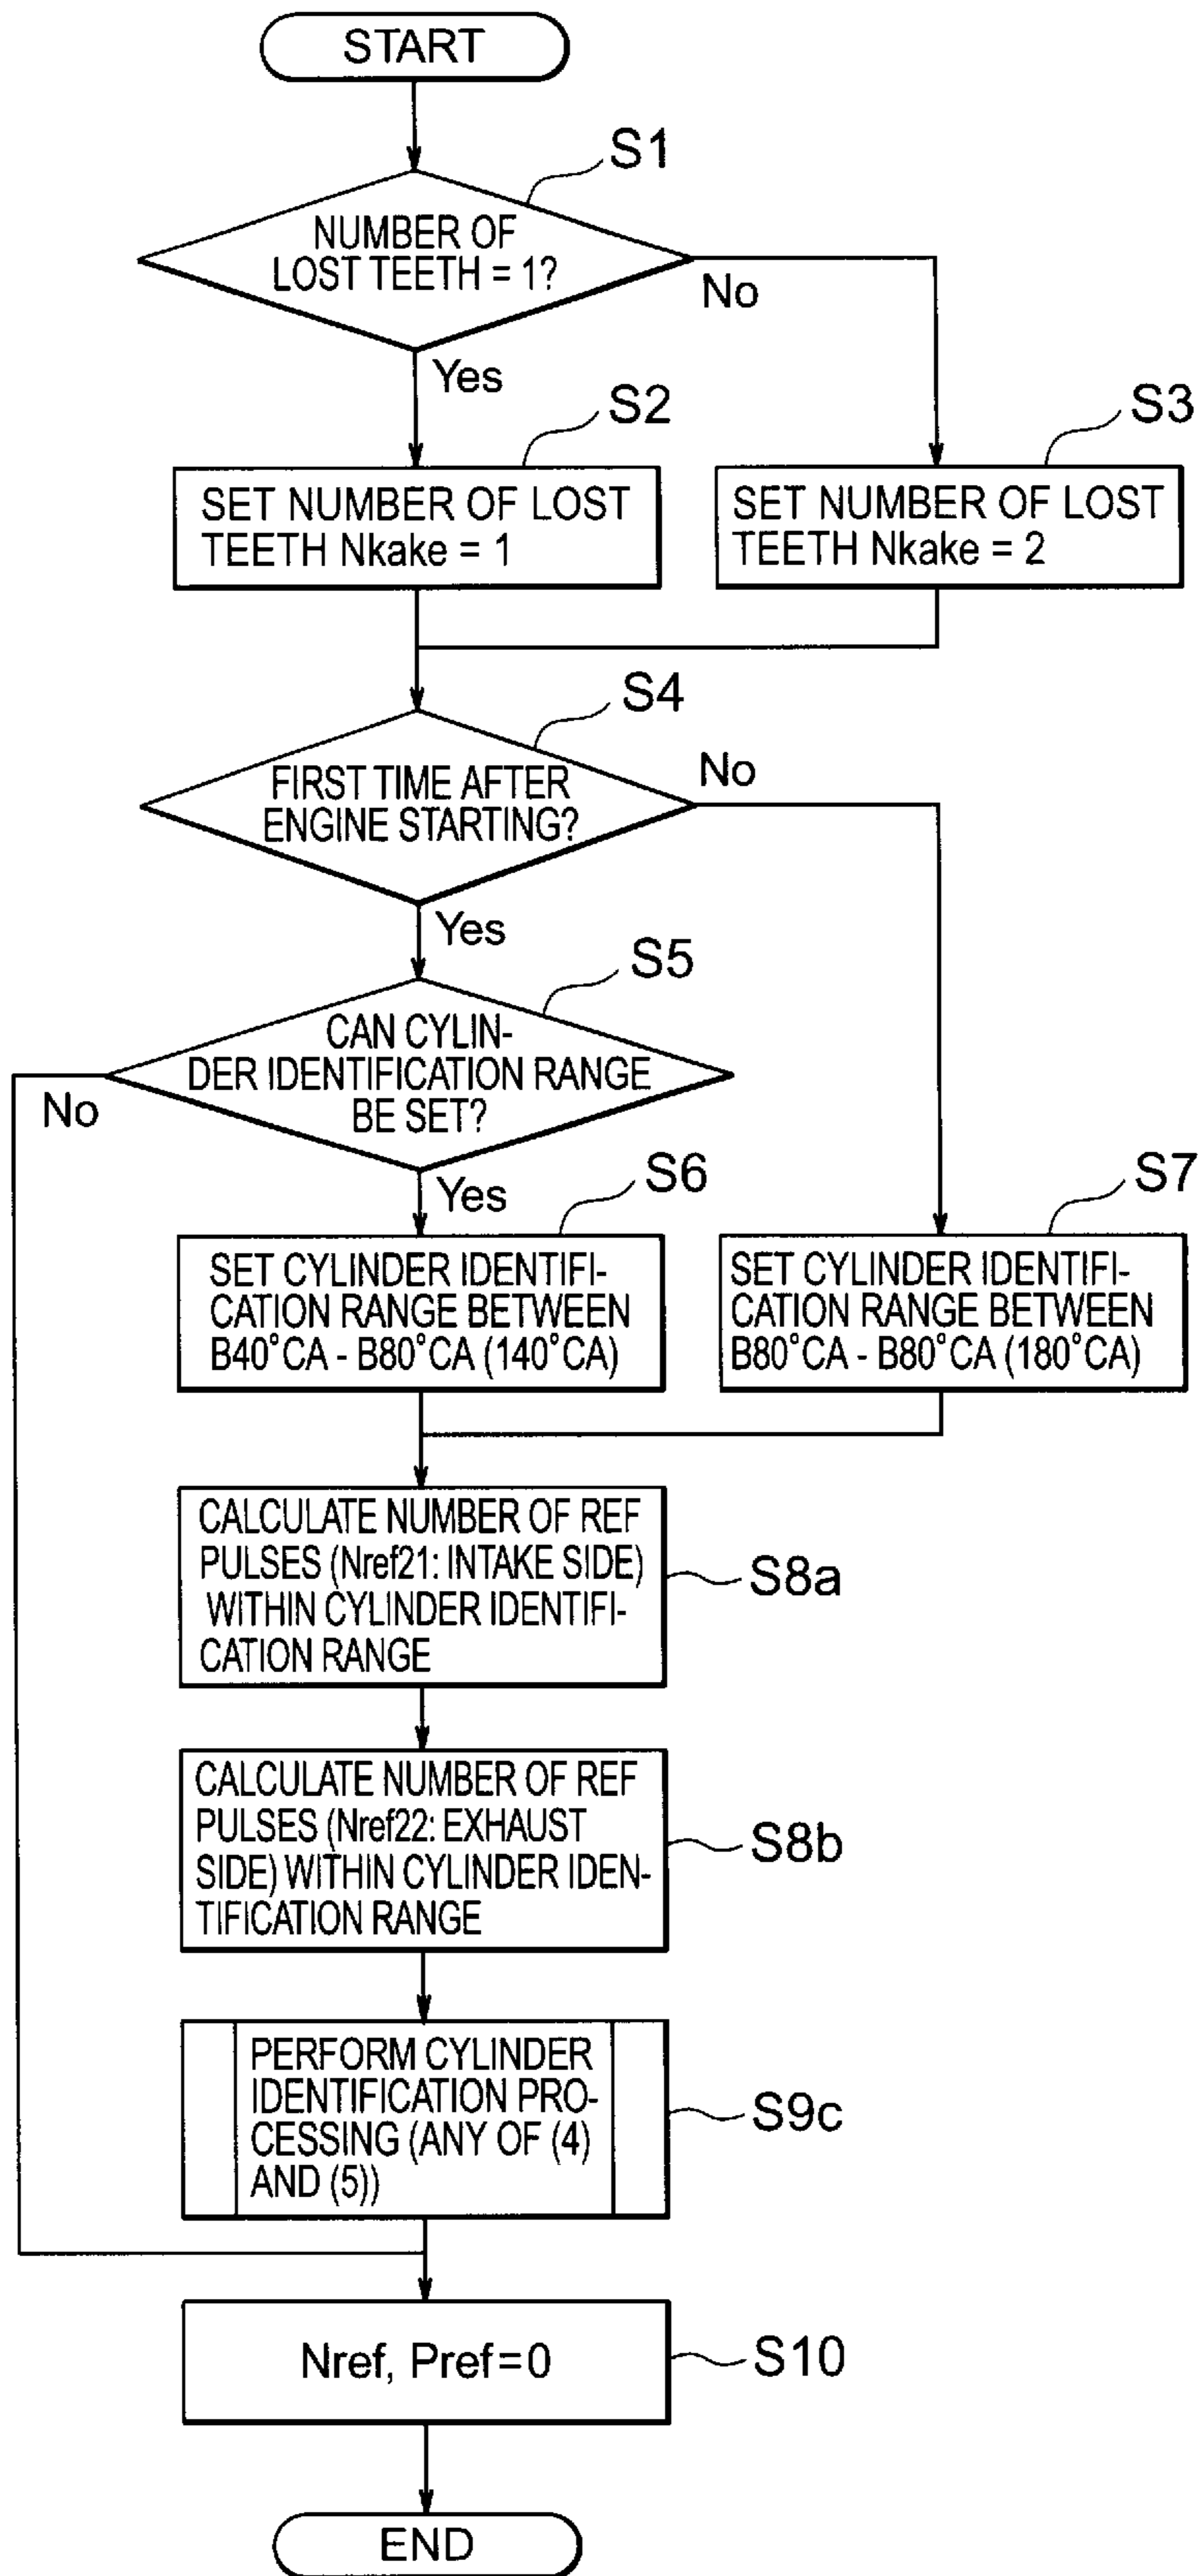 START
S1
NUMBER OF
LOST TEETH = 1?
No
Yes
S2
S3
SET NUMBER OF LOST
TEETH Nkake = 1
SET NUMBER OF LOST
TEETH Nkake = 2
S4
FIRST TIME AFTER
ENGINE STARTING?
No
Yes
S5
CAN CYLIN-
DER IDENTIFICATION RANGE
BE SET?
No
Yes
S6
S7
SET CYLINDER IDENTIFI-
CATION RANGE BETWEEN
B40°CA - B80°CA (140°CA)
SET CYLINDER IDENTIFI-
CATION RANGE BETWEEN
B80°CA - B80°CA (180°CA)
CALCULATE NUMBER OF REF
PULSES (Nref21: INTAKE SIDE)
WITHIN CYLINDER IDENTIFI-
CATION RANGE
S8a
CALCULATE NUMBER OF REF
PULSES (Nref22: EXHAUST
SIDE) WITHIN CYLINDER IDEN-
TIFICATION RANGE
S8b
PERFORM CYLINDER
IDENTIFICATION PRO-
CESSING (ANY OF (4)
AND (5))
S9c
Nref, Pref=0
S10
END